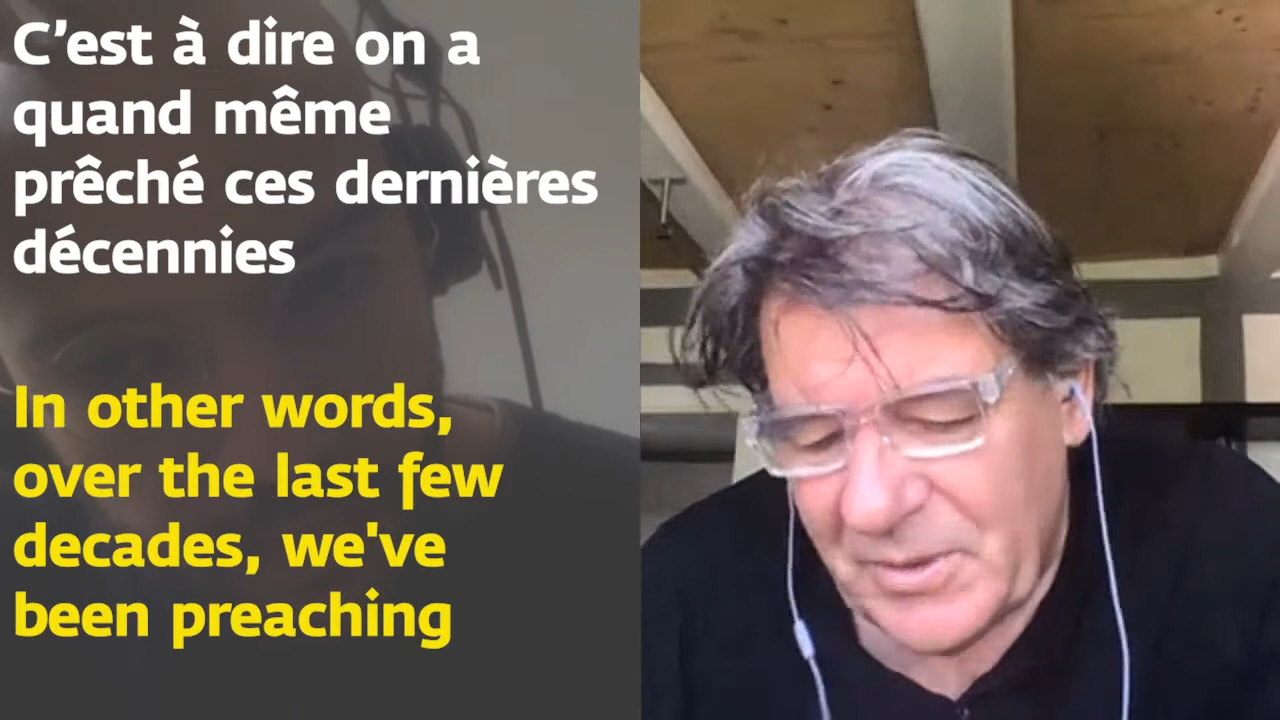 C’est à dire on a
quand même
prêché ces dernières
décennies
In other words,
over the last few
decades, we've
been preaching